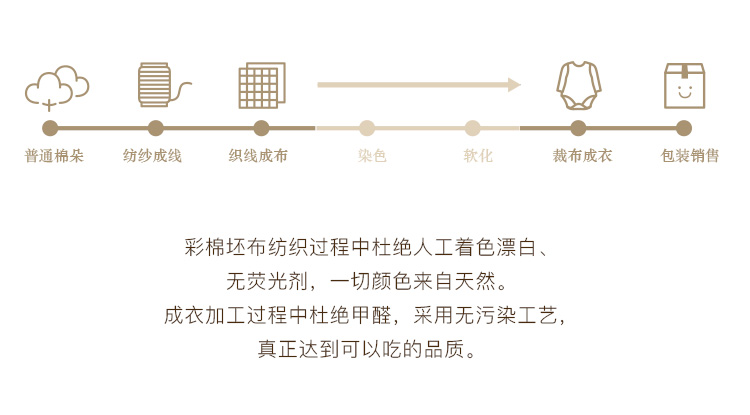 普通棉朵 纺纱成线 织线成布 染色 软化 裁布成衣 包装销售
彩棉坯布纺织过程中杜绝人工着色漂白、
无荧光剂，一切颜色来自天然。
成衣加工过程中杜绝甲醛，采用无污染工艺，
真正达到可以吃的品质。